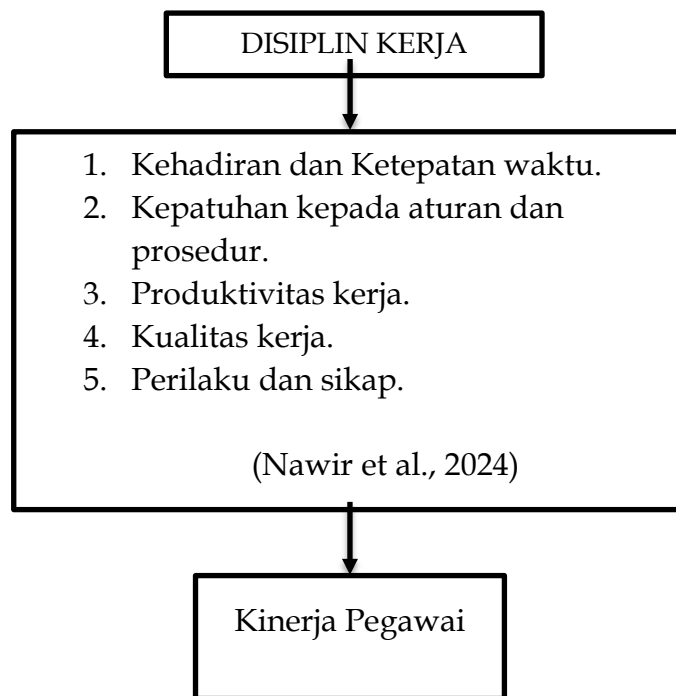 DISIPLIN KERJA
1. Kehadiran dan Ketepatan waktu.
2. Kepatuhan kepada aturan dan
prosedur.
3. Produktivitas kerja.
4. Kualitas kerja.
5. Perilaku dan sikap.
(Nawir et al., 2024)
Kinerja Pegawai